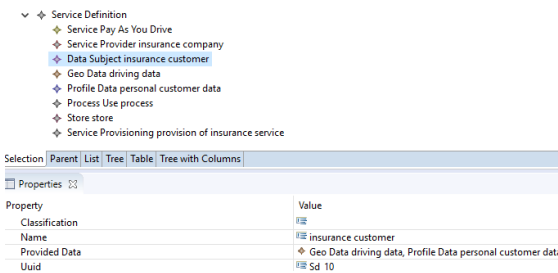 Service Definition
Service Pay As You Drive
Service Provider insurance company
Data Subject insurance customer
Geo Data driving data
Profile Data personal customer data
Process Use process
Store store
Service Provisioning provision of insurance service
Selection Parent List Tree Table Tree with Columns
Properties
Property Value
Classification
Name insurance customer
Provided Data Geo Data driving data, Profile Data personal customer data
Uuid Sd_10